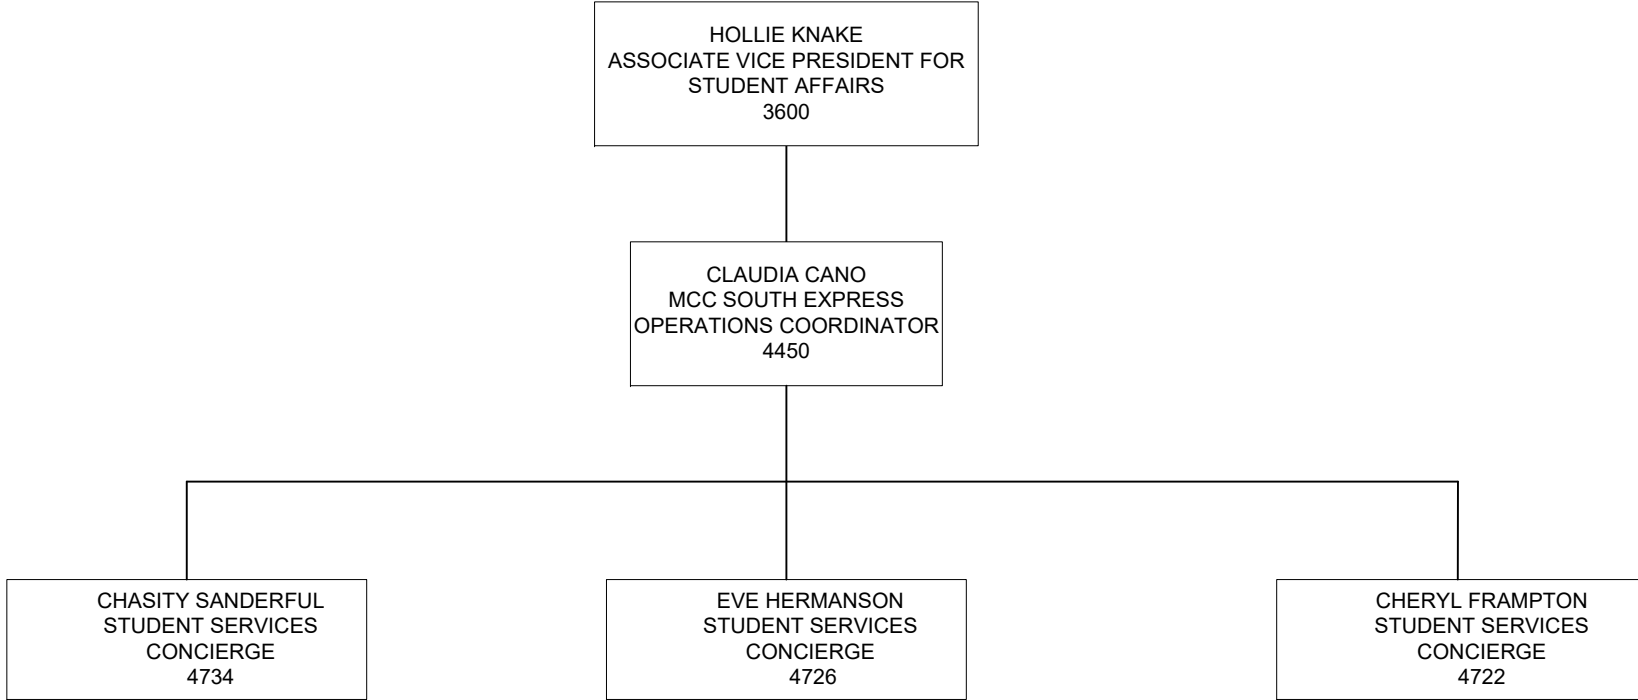 HOLLIE KNAKE
ASSOCIATE VICE PRESIDENT FOR
STUDENT AFFAIRS
3600
CLAUDIA CANO
MCC SOUTH EXPRESS
OPERATIONS COORDINATOR
4450
CHASITY SANDERFUL
STUDENT SERVICES
CONCIERGE
4734
EVE HERMANSON
STUDENT SERVICES
CONCIERGE
4726
CHERYL FRAMPTON
STUDENT SERVICES
CONCIERGE
4722